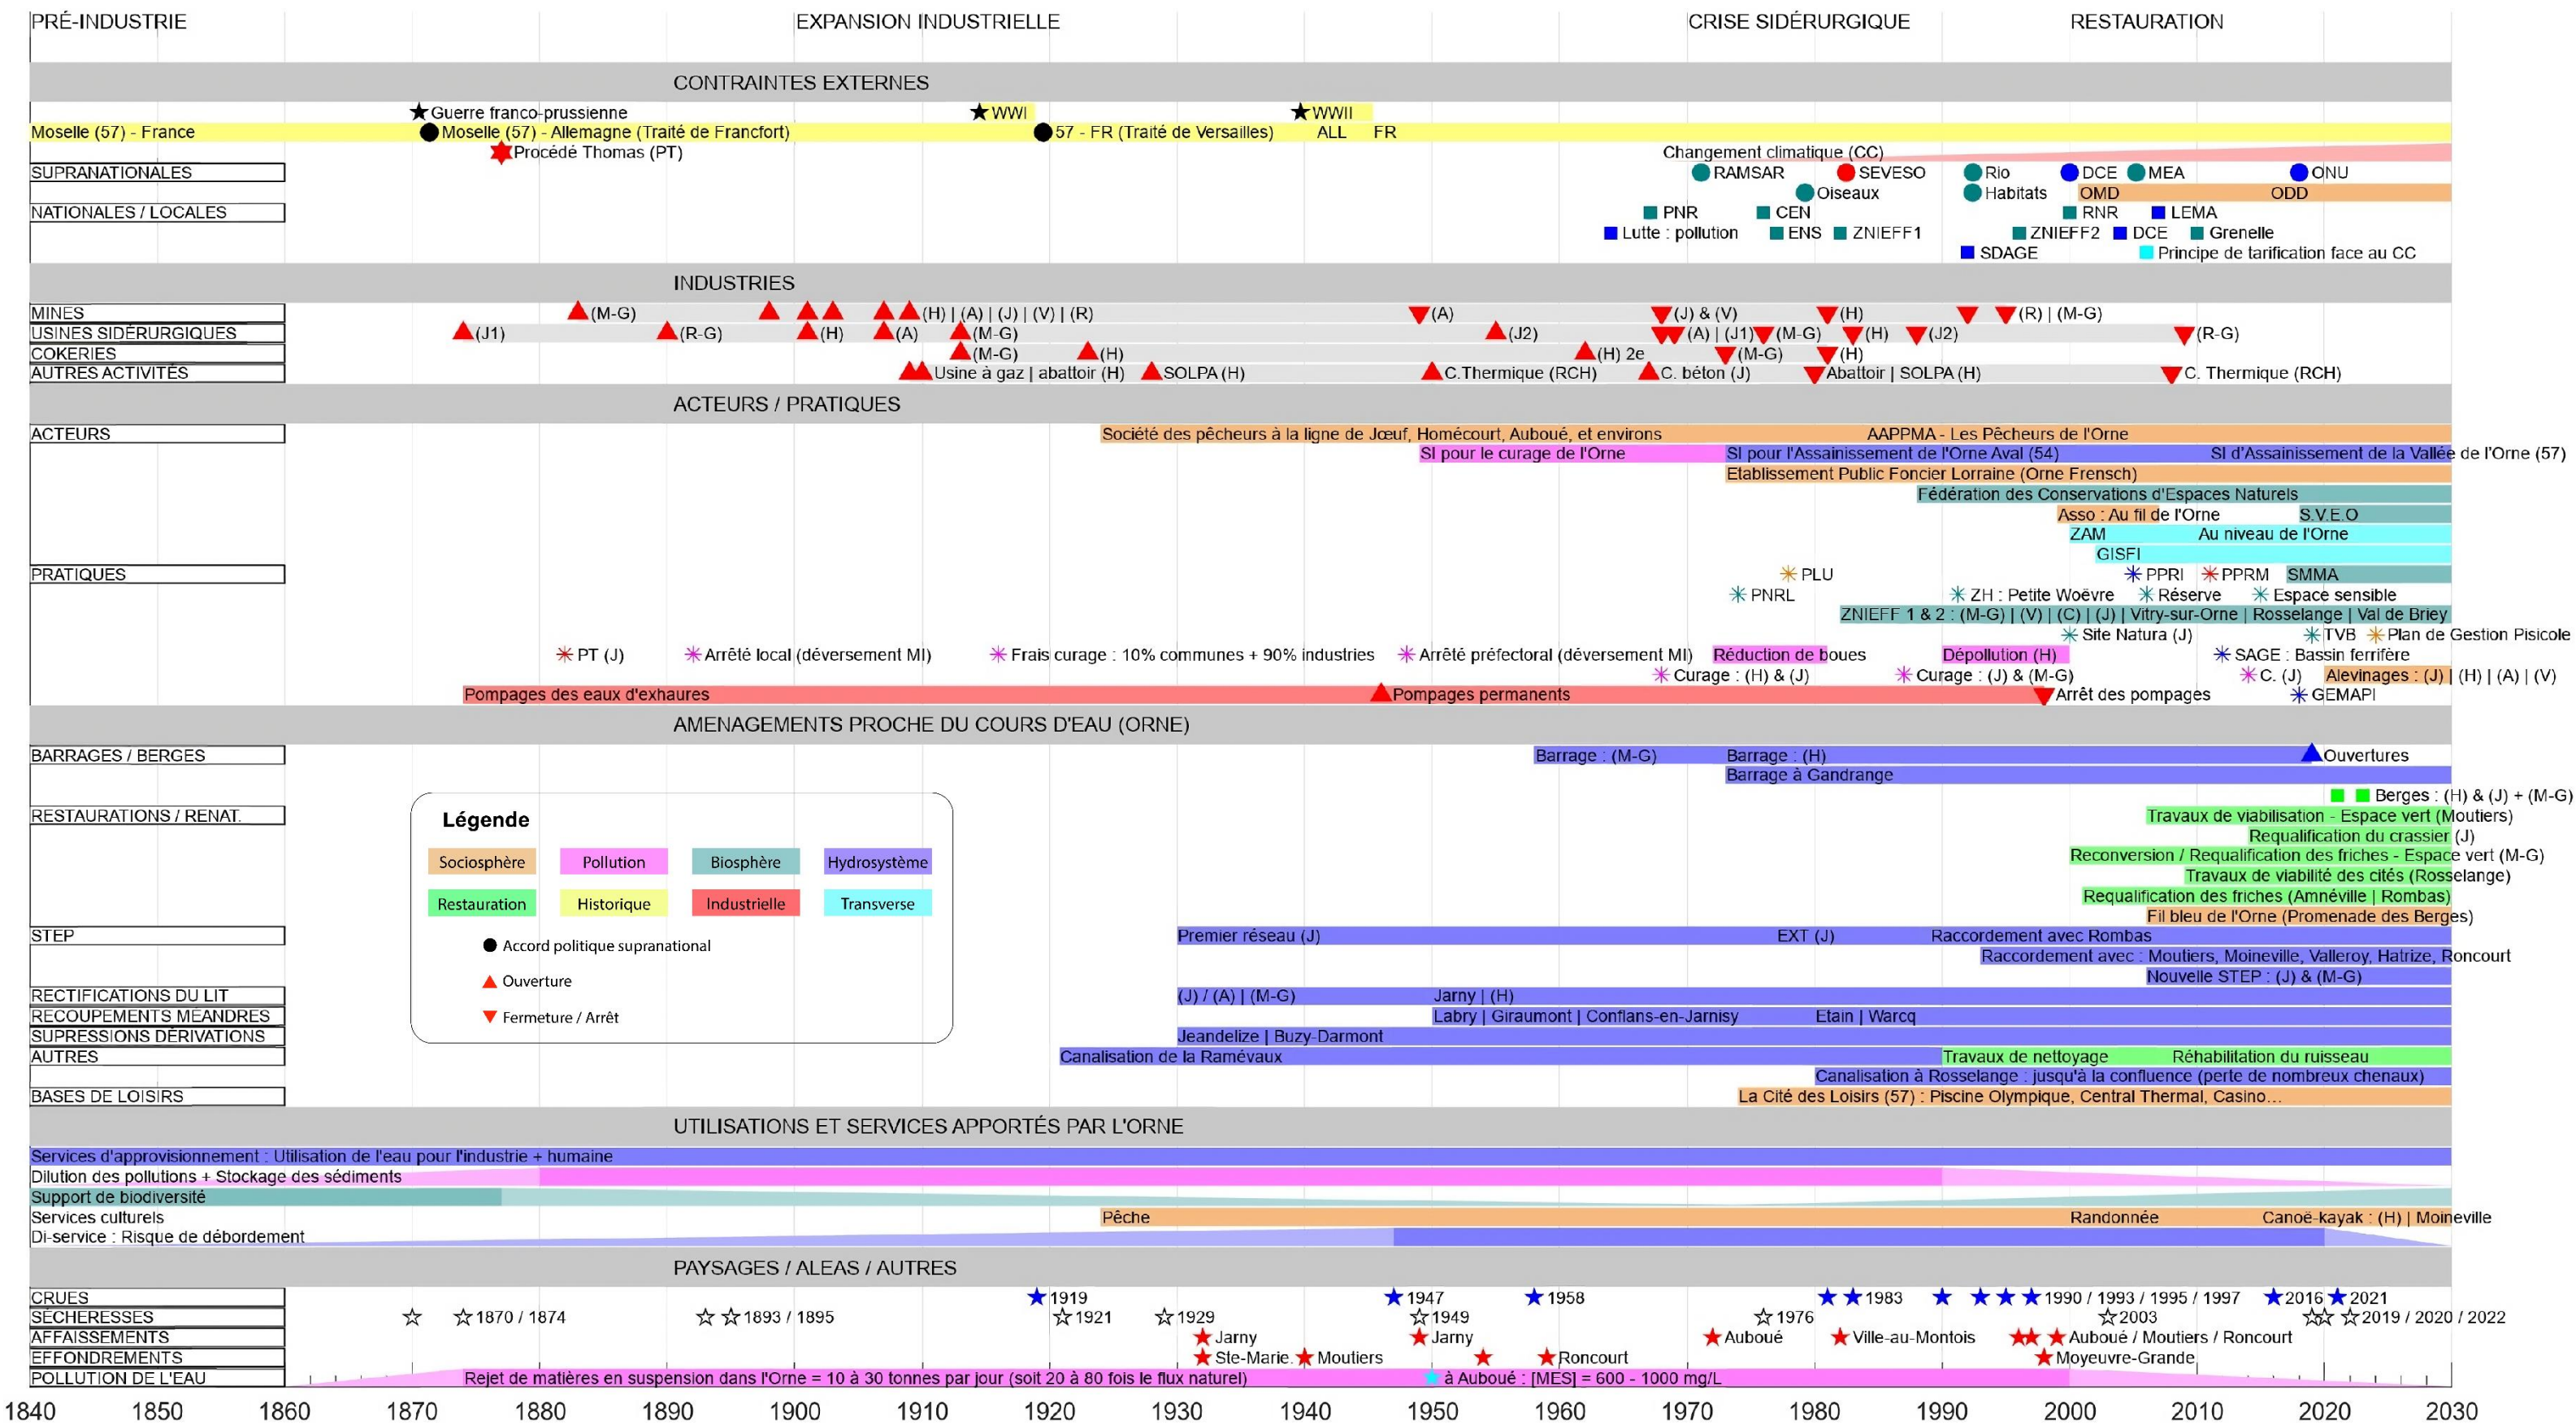 PRÉ-INDUSTRIE EXPANSION INDUSTRIELLE CRISE SIDÉRURGIQUE RESTAURATION
CONTRAINTES EXTERNES
Guerre franco-prussienne WWI WWII
Moselle (57) - France Moselle (57) - Allemagne (Traité de Francfort) 57 - FR (Traité de Versailles) ALL FR
Procédé Thomas (PT) Changement climatique (CC)
SUPRANATIONALES RAMSAR SEVESO Rio DCE MEA ONU
Oiseaux Habitats OMD ODD
NATIONALES / LOCALES PNR CEN RNR LEMA
Lutte : pollution ENS ZNIEFF1 ZNIEFF2 DCE Grenelle
SDAGE Principe de tarification face au CC
INDUSTRIES
MINES (M-G) (H) | (A) | (J) | (V) | (R) (A) (J) & (V) (H) (R) | (M-G)
USINES SIDÉRURGIQUES (J1) (R-G) (H) (A) (M-G) (J2) (A) | (J1) (M-G) (H) (J2) (R-G)
COKERIES (M-G) (H) (H) 2e (M-G) (H)
AUTRES ACTIVITÉS Usine à gaz | abattoir (H) SOLPA (H) C.Thermique (RCH) C. béton (J) Abattoir | SOLPA (H) C. Thermique (RCH)
ACTEURS / PRATIQUES
ACTEURS Société des pêcheurs à la ligne de Jœuf, Homécourt, Auboué, et environs AAPPMA - Les Pêcheurs de l'Orne
SI pour le curage de l'Orne SI pour l'Assainissement de l'Orne Aval (54) SI d'Assainissement de la Vallée de l'Orne (57)
Etablissement Public Foncier Lorraine (Orne Frensch)
Fédération des Conservations d'Espaces Naturels
Asso : Au fil de l'Orne S.V.E.O
ZAM Au niveau de l'Orne
GISFI
PRATIQUES PLU PPRI PPRM SMMA
PNRL ZH : Petite Woëvre Réserve Espace sensible
ZNIEFF 1 & 2 : (M-G) | (V) | (C) | (J) | Vitry-sur-Orne | Rosselange | Val de Briey
Site Natura (J) TVB Plan de Gestion Pisicole
PT (J) Arrêté local (déversement MI) Frais curage : 10% communes + 90% industries Arrêté préfectoral (déversement MI) Réduction de boues Dépollution (H) SAGE : Bassin ferrifère
Curage : (H) & (J) Curage : (J) & (M-G) C. (J) Alevinages : (J) | (H) | (A) | (V)
Pompages des eaux d'exhaures Pompages permanents Arrêt des pompages GEMAPI
AMENAGEMENTS PROCHE DU COURS D'EAU (ORNE)
BARRAGES / BERGES Barrage : (M-G) Barrage : (H) Ouvertures
Barrage à Gandrange
Berges : (H) & (J) + (M-G)
RESTAURATIONS / RENAT. Travaux de viabilisation - Espace vert (Moutiers)
Requalification du crassier (J)
Reconversion / Requalification des friches - Espace vert (M-G)
Travaux de viabilité des cités (Rosselange)
Requalification des friches (Amnéville | Rombas)
Fil bleu de l'Orne (Promenade des Berges)
Légende
Sociosphère Pollution Biosphère Hydrosystème
Restauration Historique Industrielle Transverse
Accord politique supranational
Ouverture
Fermeture / Arrêt
STEP Premier réseau (J) EXT (J) Raccordement avec Rombas
Raccordement avec : Moutiers, Moineville, Valleroy, Hatrize, Roncourt
Nouvelle STEP : (J) & (M-G)
RECTIFICATIONS DU LIT (J) / (A) | (M-G) Jarny | (H)
RECOUPEMENTS MÉANDRES Labry | Giraumont | Conflans-en-Jarnisy Etain | Warcq
SUPRESSIONS DÉRIVATIONS Jeandelize | Buzy-Darmont
AUTRES Canalisation de la Ramévaux Travaux de nettoyage Réhabilitation du ruisseau
Canalisation à Rosselange : jusqu'à la confluence (perte de nombreux chenaux)
BASES DE LOISIRS La Cité des Loisirs (57) : Piscine Olympique, Central Thermal, Casino...
UTILISATIONS ET SERVICES APPORTÉS PAR L'ORNE
Services d'approvisionnement : Utilisation de l'eau pour l'industrie + humaine
Dilution des pollutions + Stockage des sédiments
Support de biodiversité
Services culturels Pêche Randonnée Canoë-kayak : (H) | Moineville
Di-service : Risque de débordement
PAYSAGES / ALEAS / AUTRES
CRUES 1919 1947 1958 1983 1990 / 1993 / 1995 / 1997 2016 2021
SÉCHERESSES 1870 / 1874 1893 / 1895 1921 1929 1949 1976 2003 2019 / 2020 / 2022
AFFAISSEMENTS Jarny Jarny Auboué Ville-au-Montois Auboué / Moutiers / Roncourt
EFFONDREMENTS Ste-Marie. Moutiers Roncourt Moyeuvre-Grande
POLLUTION DE L'EAU Rejet de matières en suspension dans l'Orne = 10 à 30 tonnes par jour (soit 20 à 80 fois le flux naturel) à Auboué : [MES] = 600 - 1000 mg/L
1840 1850 1860 1870 1880 1890 1900 1910 1920 1930 1940 1950 1960 1970 1980 1990 2000 2010 2020 2030